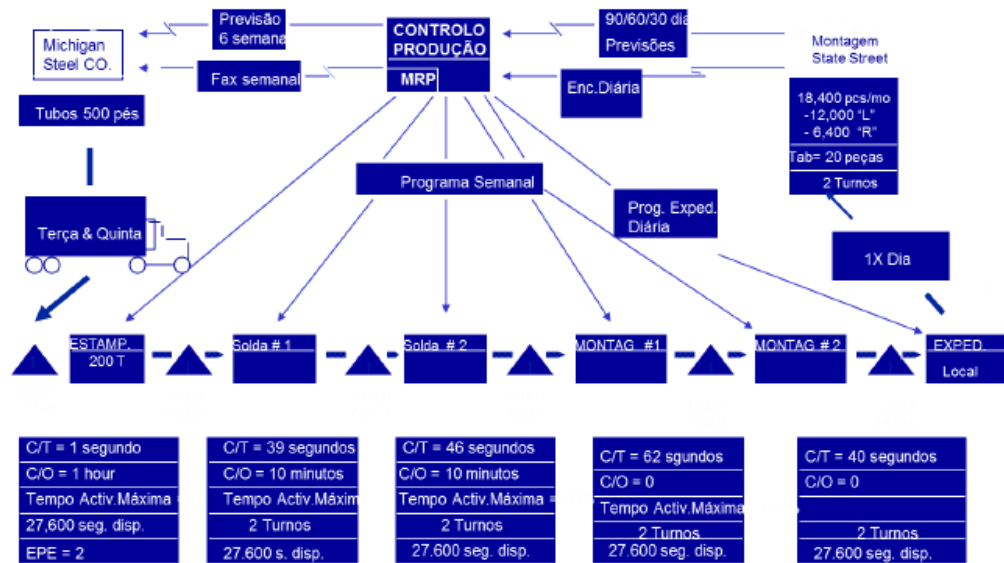 Previsão
6 semana
CONTROLO
PRODUÇÃO
MRP
90/60/30 dia
Previsões
Michigan
Steel CO.
Fax semanal
Enc.Diária
Montagem
State Street
Tubos 500 pés
18,400 pcs/mo
-12,000 “L”
- 6,400 “R”
Tab= 20 peças
2 Turnos
Programa Semanal
Prog. Exped.
Diária
Terça & Quinta
1X Dia
ESTAMP.
200 T
Solda # 1
Solda # 2
MONTAG #1
MONTAG # 2
EXPED.
Local
C/T = 1 segundo
C/O = 1 hour
Tempo Activ.Máxima =
27,600 seg. disp.
EPE = 2
C/T = 39 segundos
C/O = 10 minutos
Tempo Activ.Máxim
2 Turnos
27.600 s. disp.
C/T = 46 segundos
C/O = 10 minutos
Tempo Activ.Máxima =
2 Turnos
27.600 seg. disp.
C/T = 62 sgundos
C/O = 0
Tempo Activ.Máxima
2 Turnos
27.600 seg. disp.
C/T = 40 segundos
C/O = 0
2 Turnos
27.600 seg. disp.